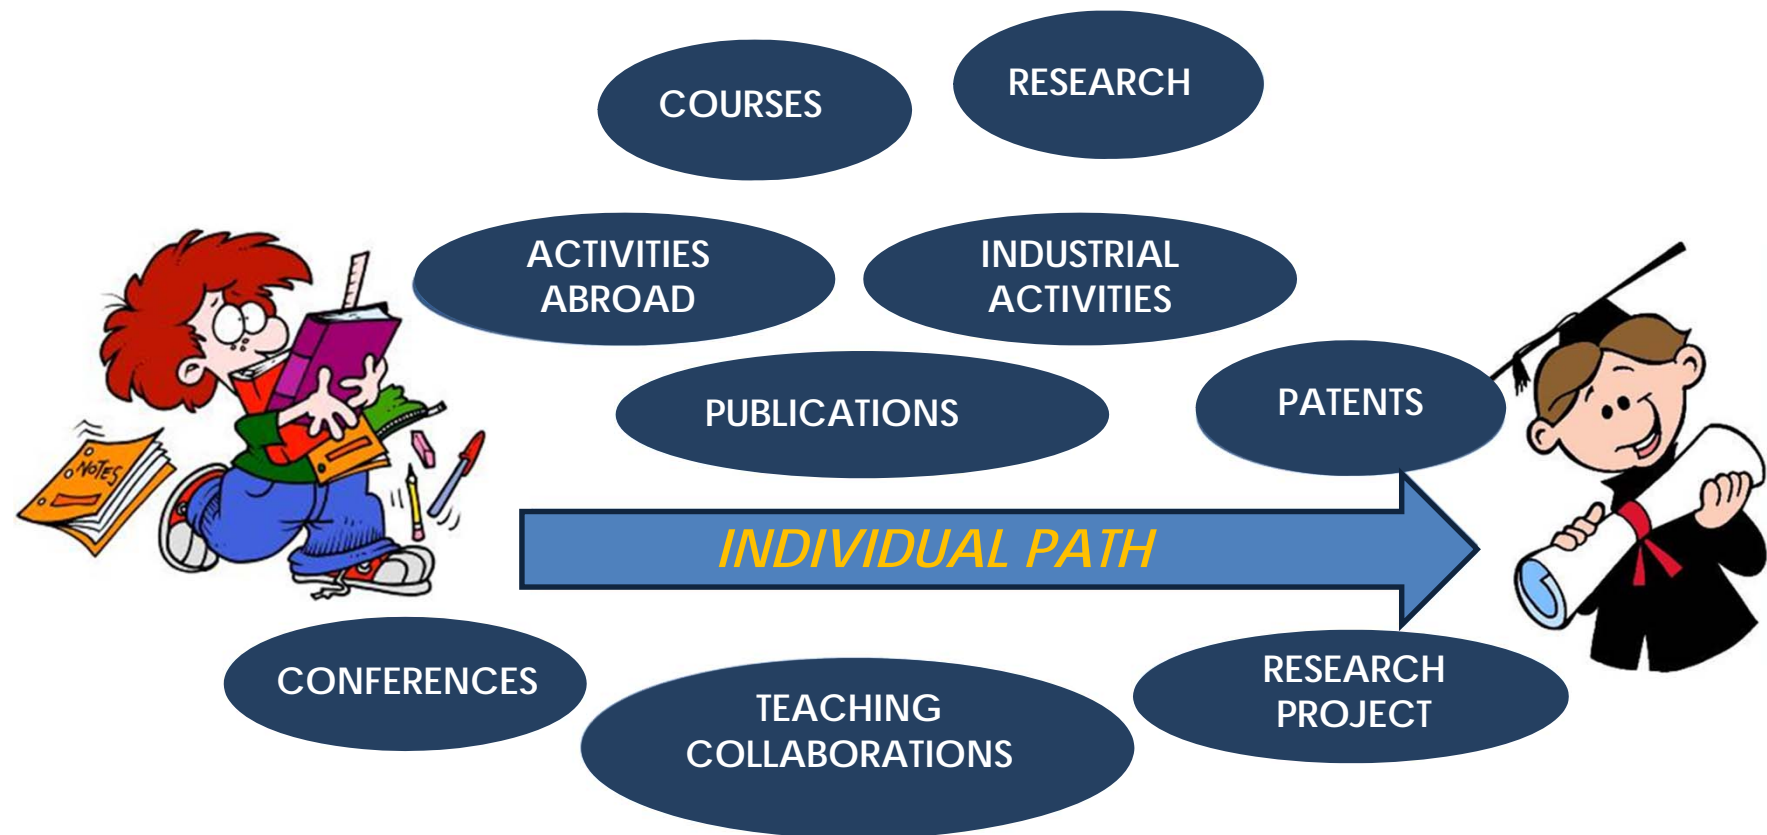 COURSES
RESEARCH
ACTIVITIES
ABROAD
INDUSTRIAL
ACTIVITIES
PUBLICATIONS
PATENTS
NOTES
INDIVIDUAL PATH
CONFERENCES
TEACHING
COLLABORATIONS
RESEARCH
PROJECT